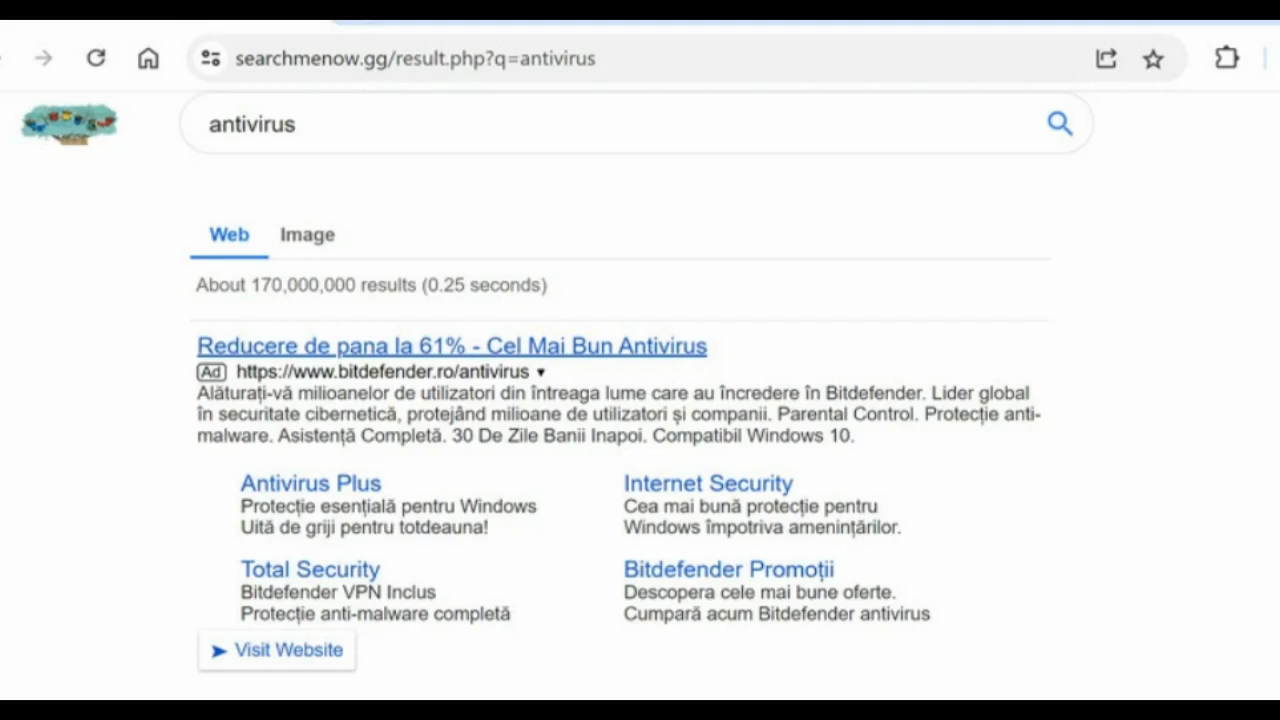 searchmenow.gg/result.php?q=antivirus
antivirus
Web Image
About 170,000,000 results (0.25 seconds)
Reducere de pana la 61% - Cel Mai Bun Antivirus
Ad https://www.bitdefender.ro/antivirus ▾
Alăturați-vă milioanelor de utilizatori din întreaga lume care au încredere în Bitdefender. Lider global
în securitate cibernetică, protejând milioane de utilizatori și companii. Parental Control. Protecție anti-
malware. Asistență Completă. 30 De Zile Banii Inapoi. Compatibil Windows 10.
Antivirus Plus
Protecție esențială pentru Windows
Uită de griji pentru totdeauna!
Internet Security
Cea mai bună protecție pentru
Windows împotriva amenințărilor.
Total Security
Bitdefender VPN Inclus
Protecție anti-malware completă
Bitdefender Promoții
Descopera cele mai bune oferte.
Cumpară acum Bitdefender antivirus
➤ Visit Website